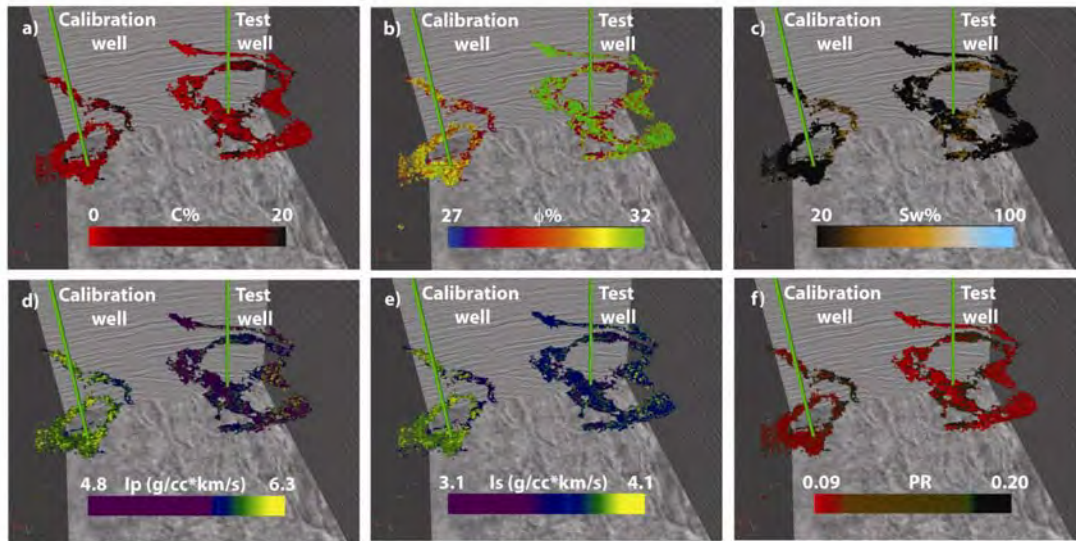 a) Calibration well Test well
0 C% 20
b) Calibration well Test well
27 ϕ% 32
c) Calibration well Test well
20 Sw% 100
d) Calibration well Test well
4.8 Ip (g/cc*km/s) 6.3
e) Calibration well Test well
3.1 Is (g/cc*km/s) 4.1
f) Calibration well Test well
0.09 PR 0.20